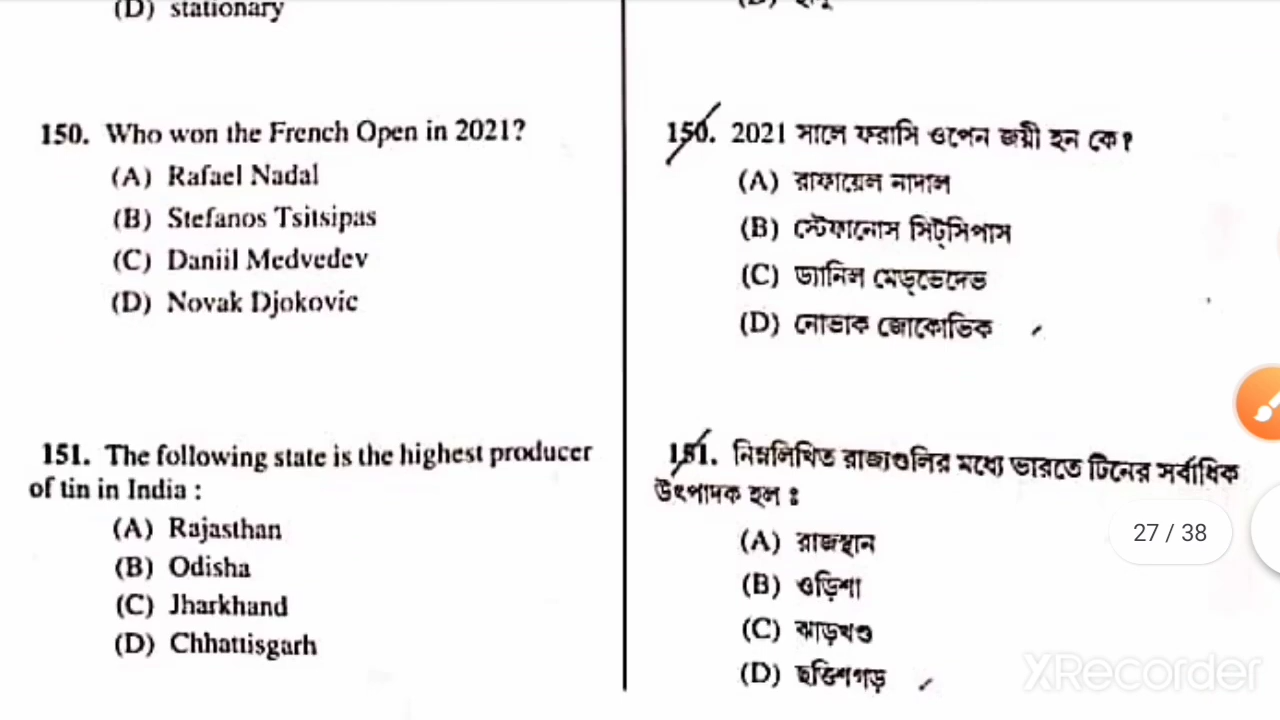 (D) stationary
150. Who won the French Open in 2021?
(A) Rafael Nadal
(B) Stefanos Tsitsipas
(C) Daniil Medvedev
(D) Novak Djokovic
151. The following state is the highest producer
of tin in India :
(A) Rajasthan
(B) Odisha
(C) Jharkhand
(D) Chhattisgarh
150. 2021 সালে ফরাসি ওপেন জয়ী হন কে?
(A) রাফায়েল নাদাল
(B) স্টেফানোস সিট্‌সিপাস
(C) ড্যানিল মেড্‌ভেদেভ
(D) নোভাক জোকোভিক
151. নিম্নলিখিত রাজ্যগুলির মধ্যে ভারতে টিনের সর্বাধিক
উৎপাদক হল ঃ
(A) রাজস্থান
(B) ওড়িশা
(C) ঝাড়খণ্ড
(D) ছত্তিশগড়
27 / 38
XRecorder